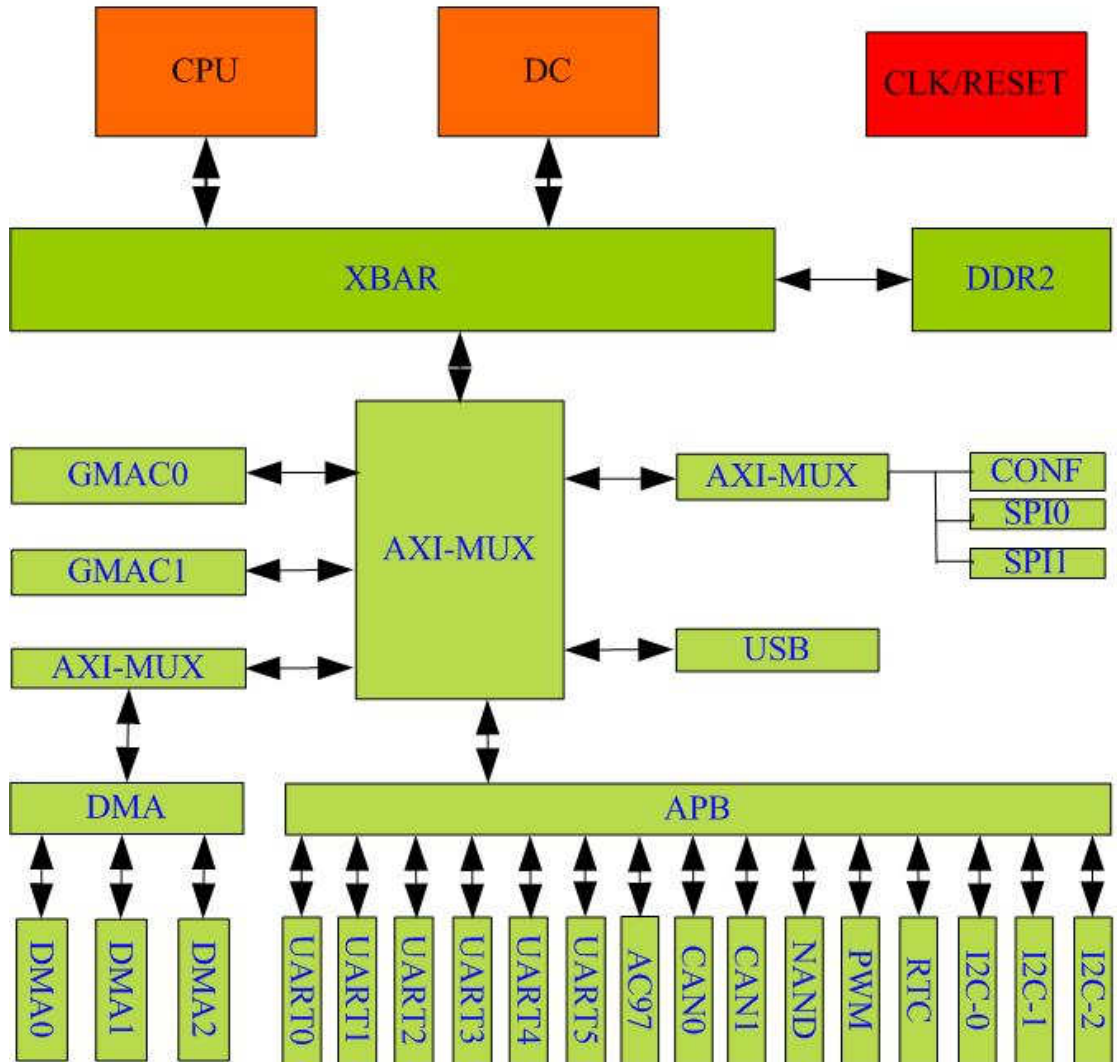 CPU
DC
CLK/RESET
XBAR
DDR2
GMAC0
AXI-MUX
AXI-MUX
CONF
SPI0
SPI1
GMAC1
AXI-MUX
USB
DMA
APB
DMA0
DMA1
DMA2
UART0
UART1
UART2
UART3
UART4
UART5
AC97
CAN0
CAN1
NAND
PWM
RTC
I2C-0
I2C-1
I2C-2